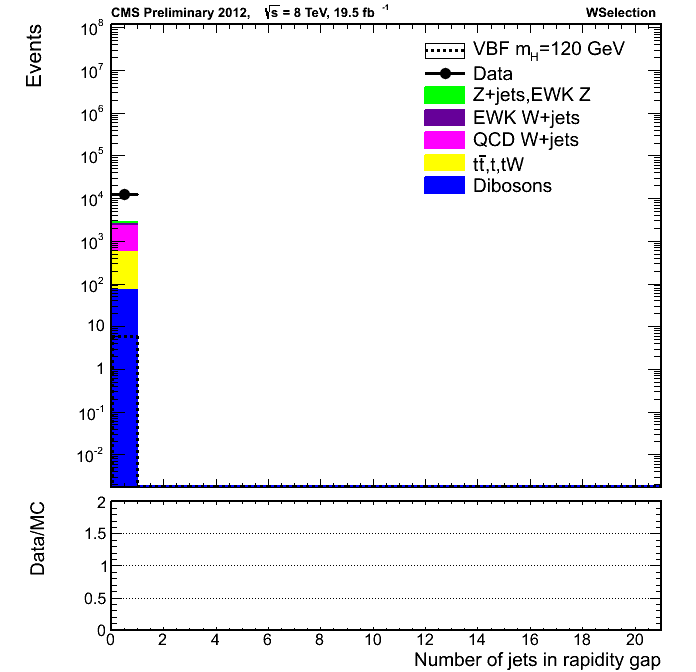 CMS Preliminary 2012, √s = 8 TeV, 19.5 fb⁻¹ WSelection
Events
10⁸
10⁷
10⁶
10⁵
10⁴
10³
10²
10
1
10⁻¹
10⁻²
VBF m_H=120 GeV
Data
Z+jets,EWK Z
EWK W+jets
QCD W+jets
tt̄,t,tW
Dibosons
Data/MC
2
1.5
1
0.5
0
0 2 4 6 8 10 12 14 16 18 20
Number of jets in rapidity gap